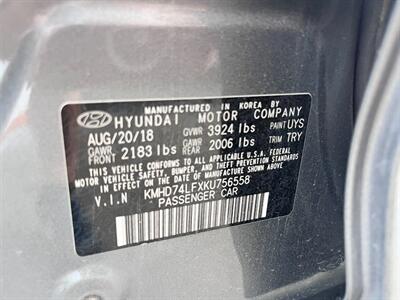 MANUFACTURED IN KOREA BY
HYUNDAI MOTOR COMPANY
AUG/20/18 GVWR 3924 lbs PAINT UYS
GAWR FRONT 2183 lbs GAWR REAR 2006 lbs TRIM TRY
THIS VEHICLE CONFORMS TO ALL APPLICABLE U.S.A. FEDERAL
MOTOR VEHICLE SAFETY, BUMPER, AND THEFT PREVENTION STANDARDS
IN EFFECT ON THE DATE OF MANUFACTURE SHOWN ABOVE.
V.I.N KMHD74LFXKU756558
PASSENGER CAR